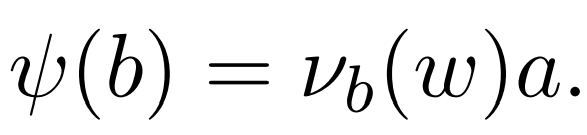 ψ(b) = ν_b(w)a.